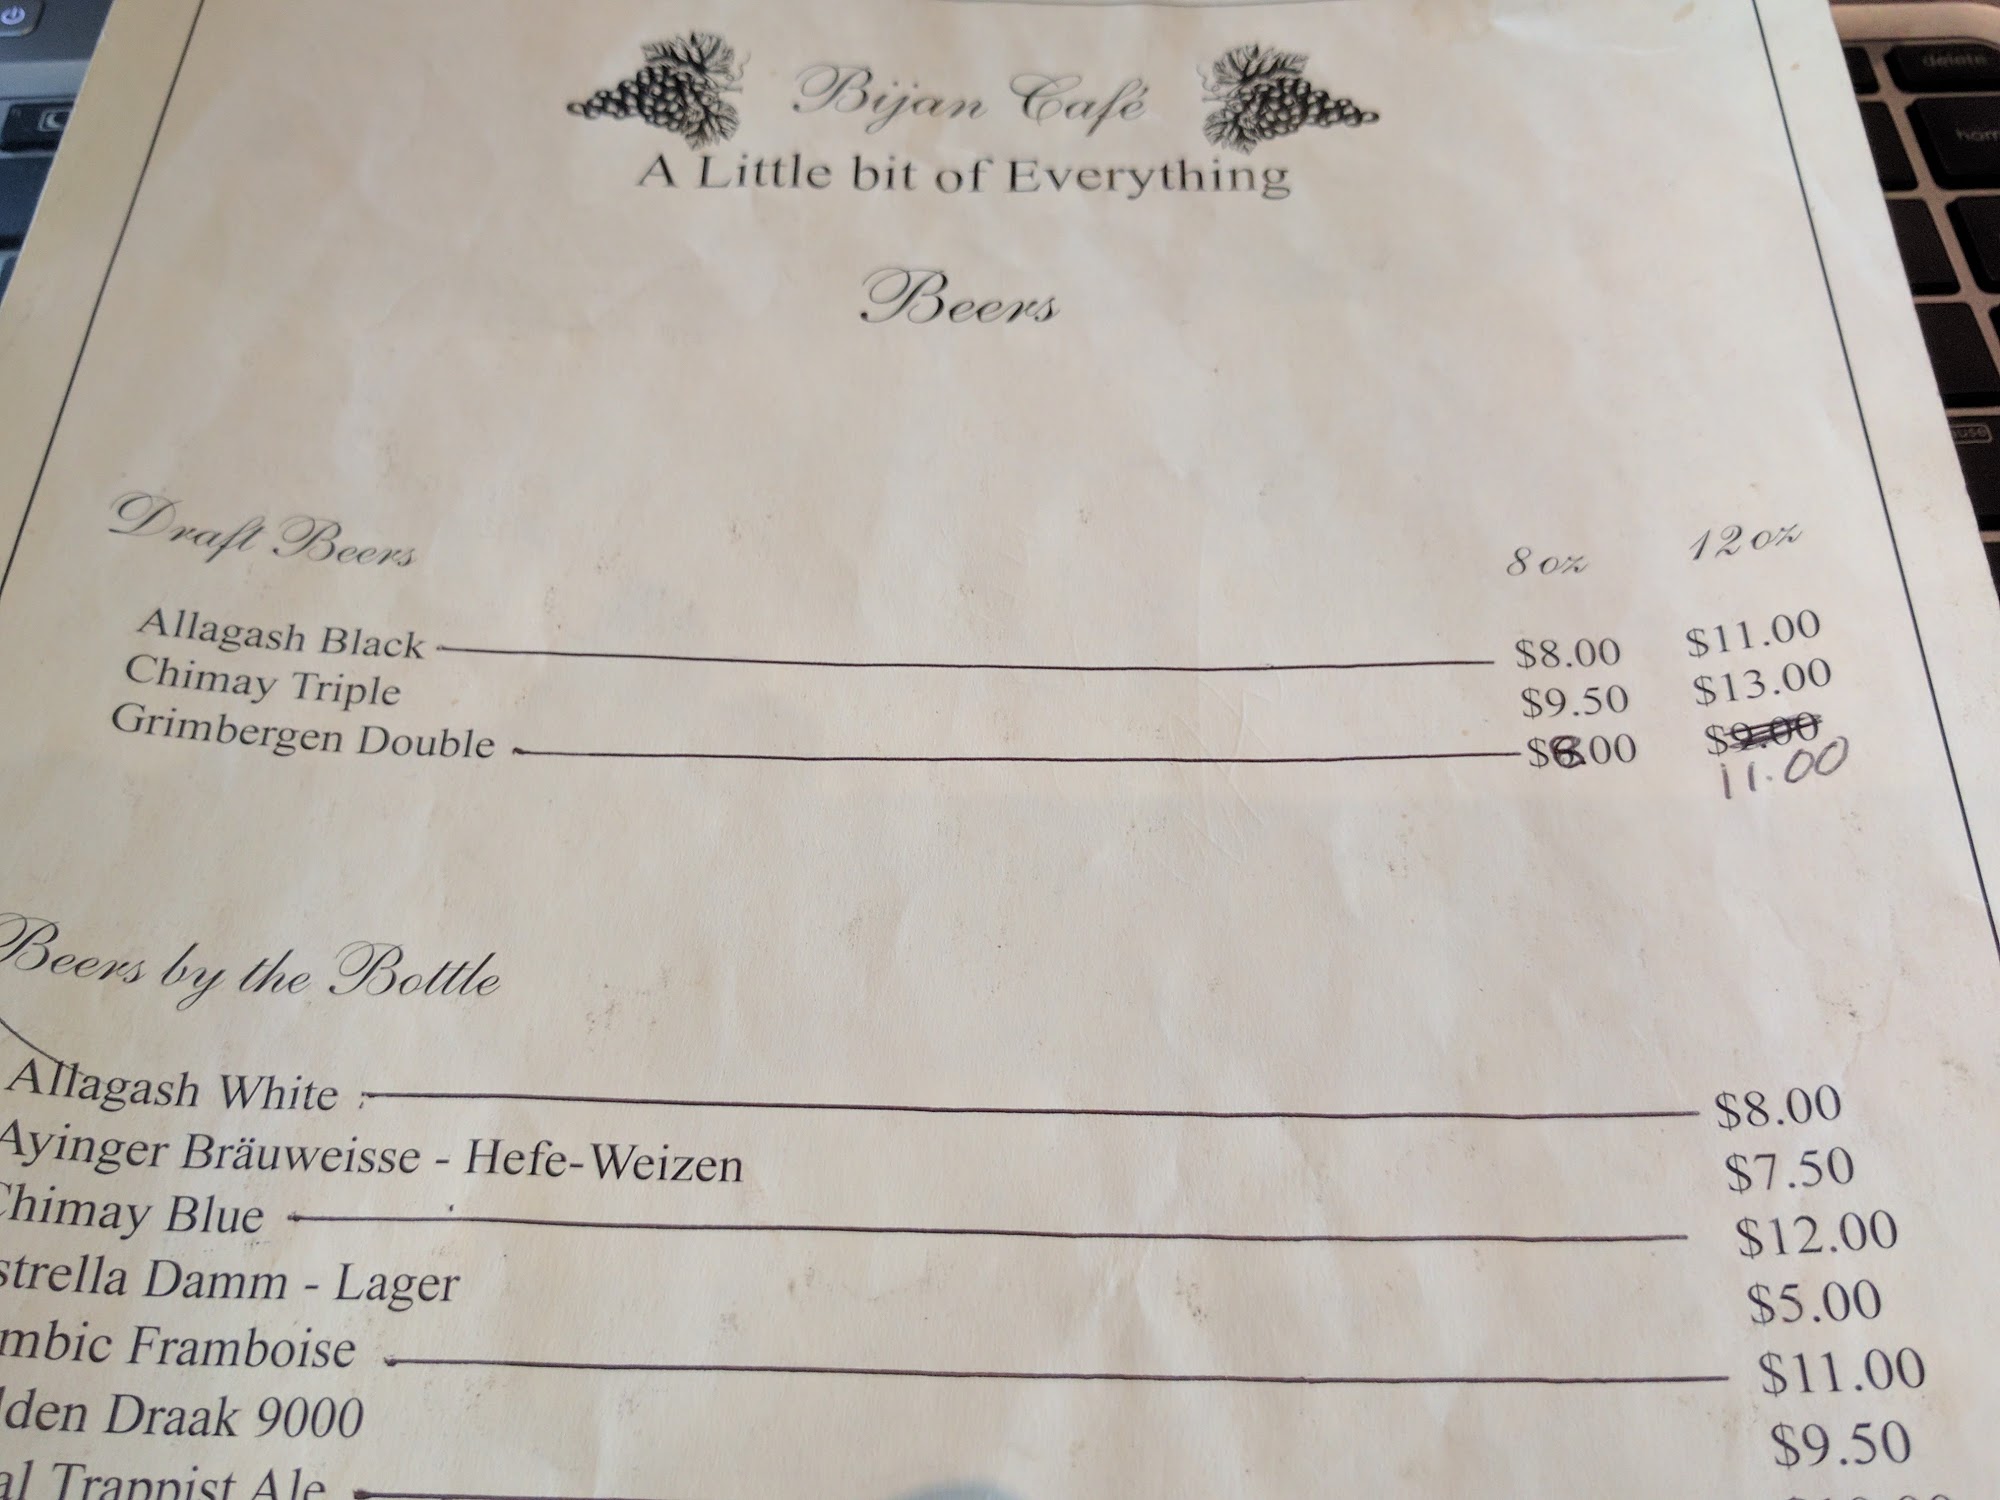 Bijan Café
A Little bit of Everything
Beers
Draft Beers 8 oz 12 oz
Allagash Black $8.00 $11.00
Chimay Triple $9.50 $13.00
Grimbergen Double $8.00 $9.00
11.00
Beers by the Bottle
Allagash White $8.00
Ayinger Bräuweisse - Hefe-Weizen $7.50
Chimay Blue $12.00
strella Damm - Lager $5.00
mbic Framboise $11.00
lden Draak 9000 $9.50
al Trappist Ale
delete